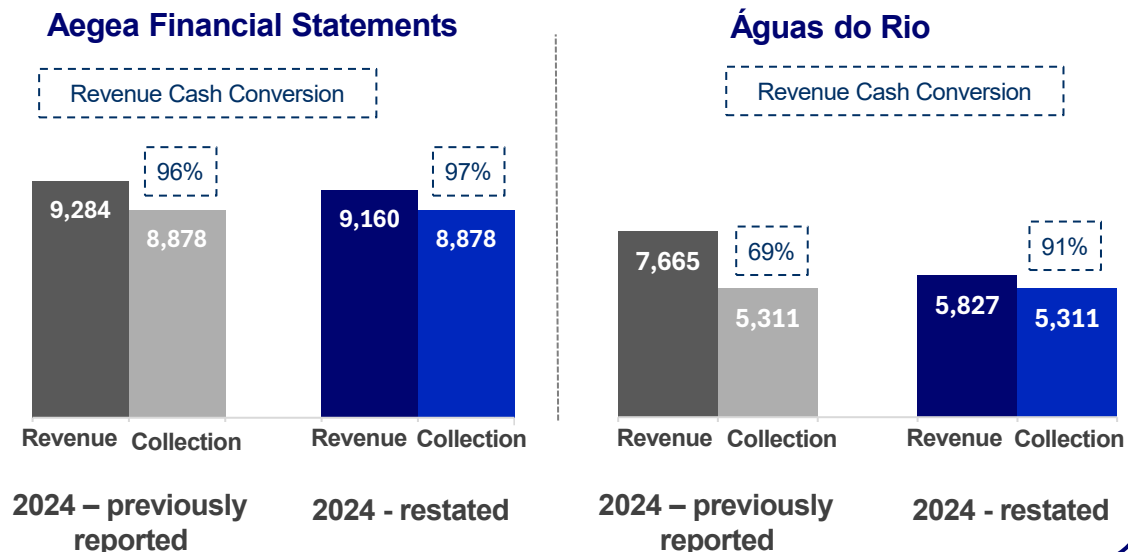 Aegea Financial Statements
Revenue Cash Conversion
96%
97%
9,284
8,878
9,160
8,878
Revenue
Collection
Revenue
Collection
2024 – previously
reported
2024 - restated
Águas do Rio
Revenue Cash Conversion
69%
91%
7,665
5,311
5,827
5,311
Revenue
Collection
Revenue
Collection
2024 – previously
reported
2024 - restated